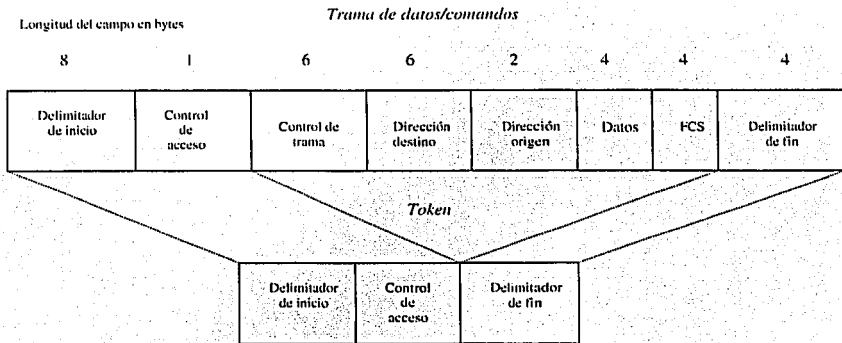 Trama de datos/comandos
Longitud del campo en bytes
8 1 6 6 2 4 4 4
Delimitador de inicio
Control de acceso
Control de trama
Dirección destino
Dirección origen
Datos
FCS
Delimitador de fin
Token
Delimitador de inicio
Control de acceso
Delimitador de fin